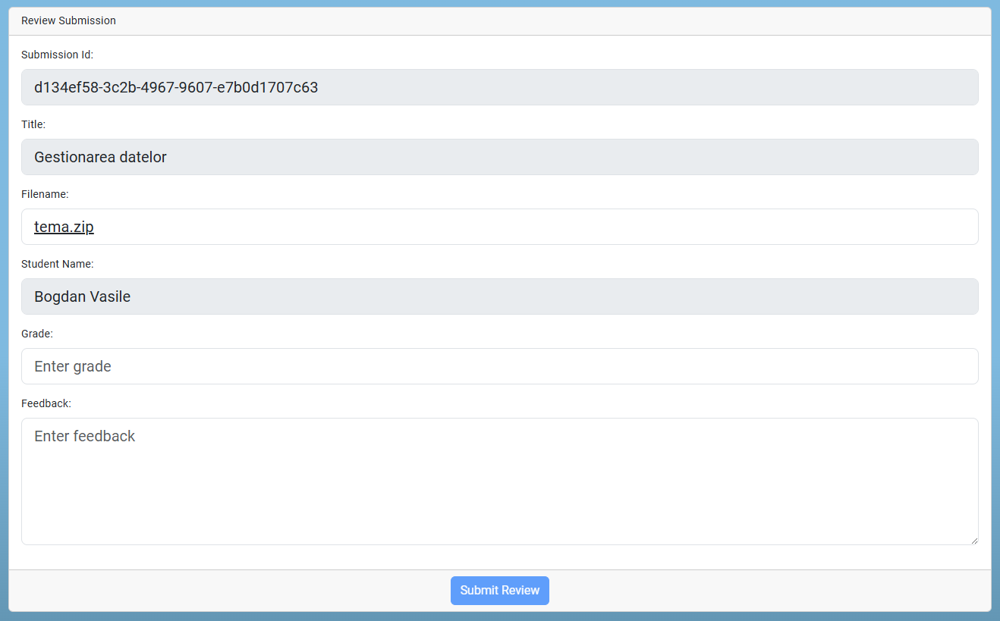 Review Submission
Submission Id:
d134ef58-3c2b-4967-9607-e7b0d1707c63
Title:
Gestionarea datelor
Filename:
tema.zip
Student Name:
Bogdan Vasile
Grade:
Enter grade
Feedback:
Enter feedback
Submit Review